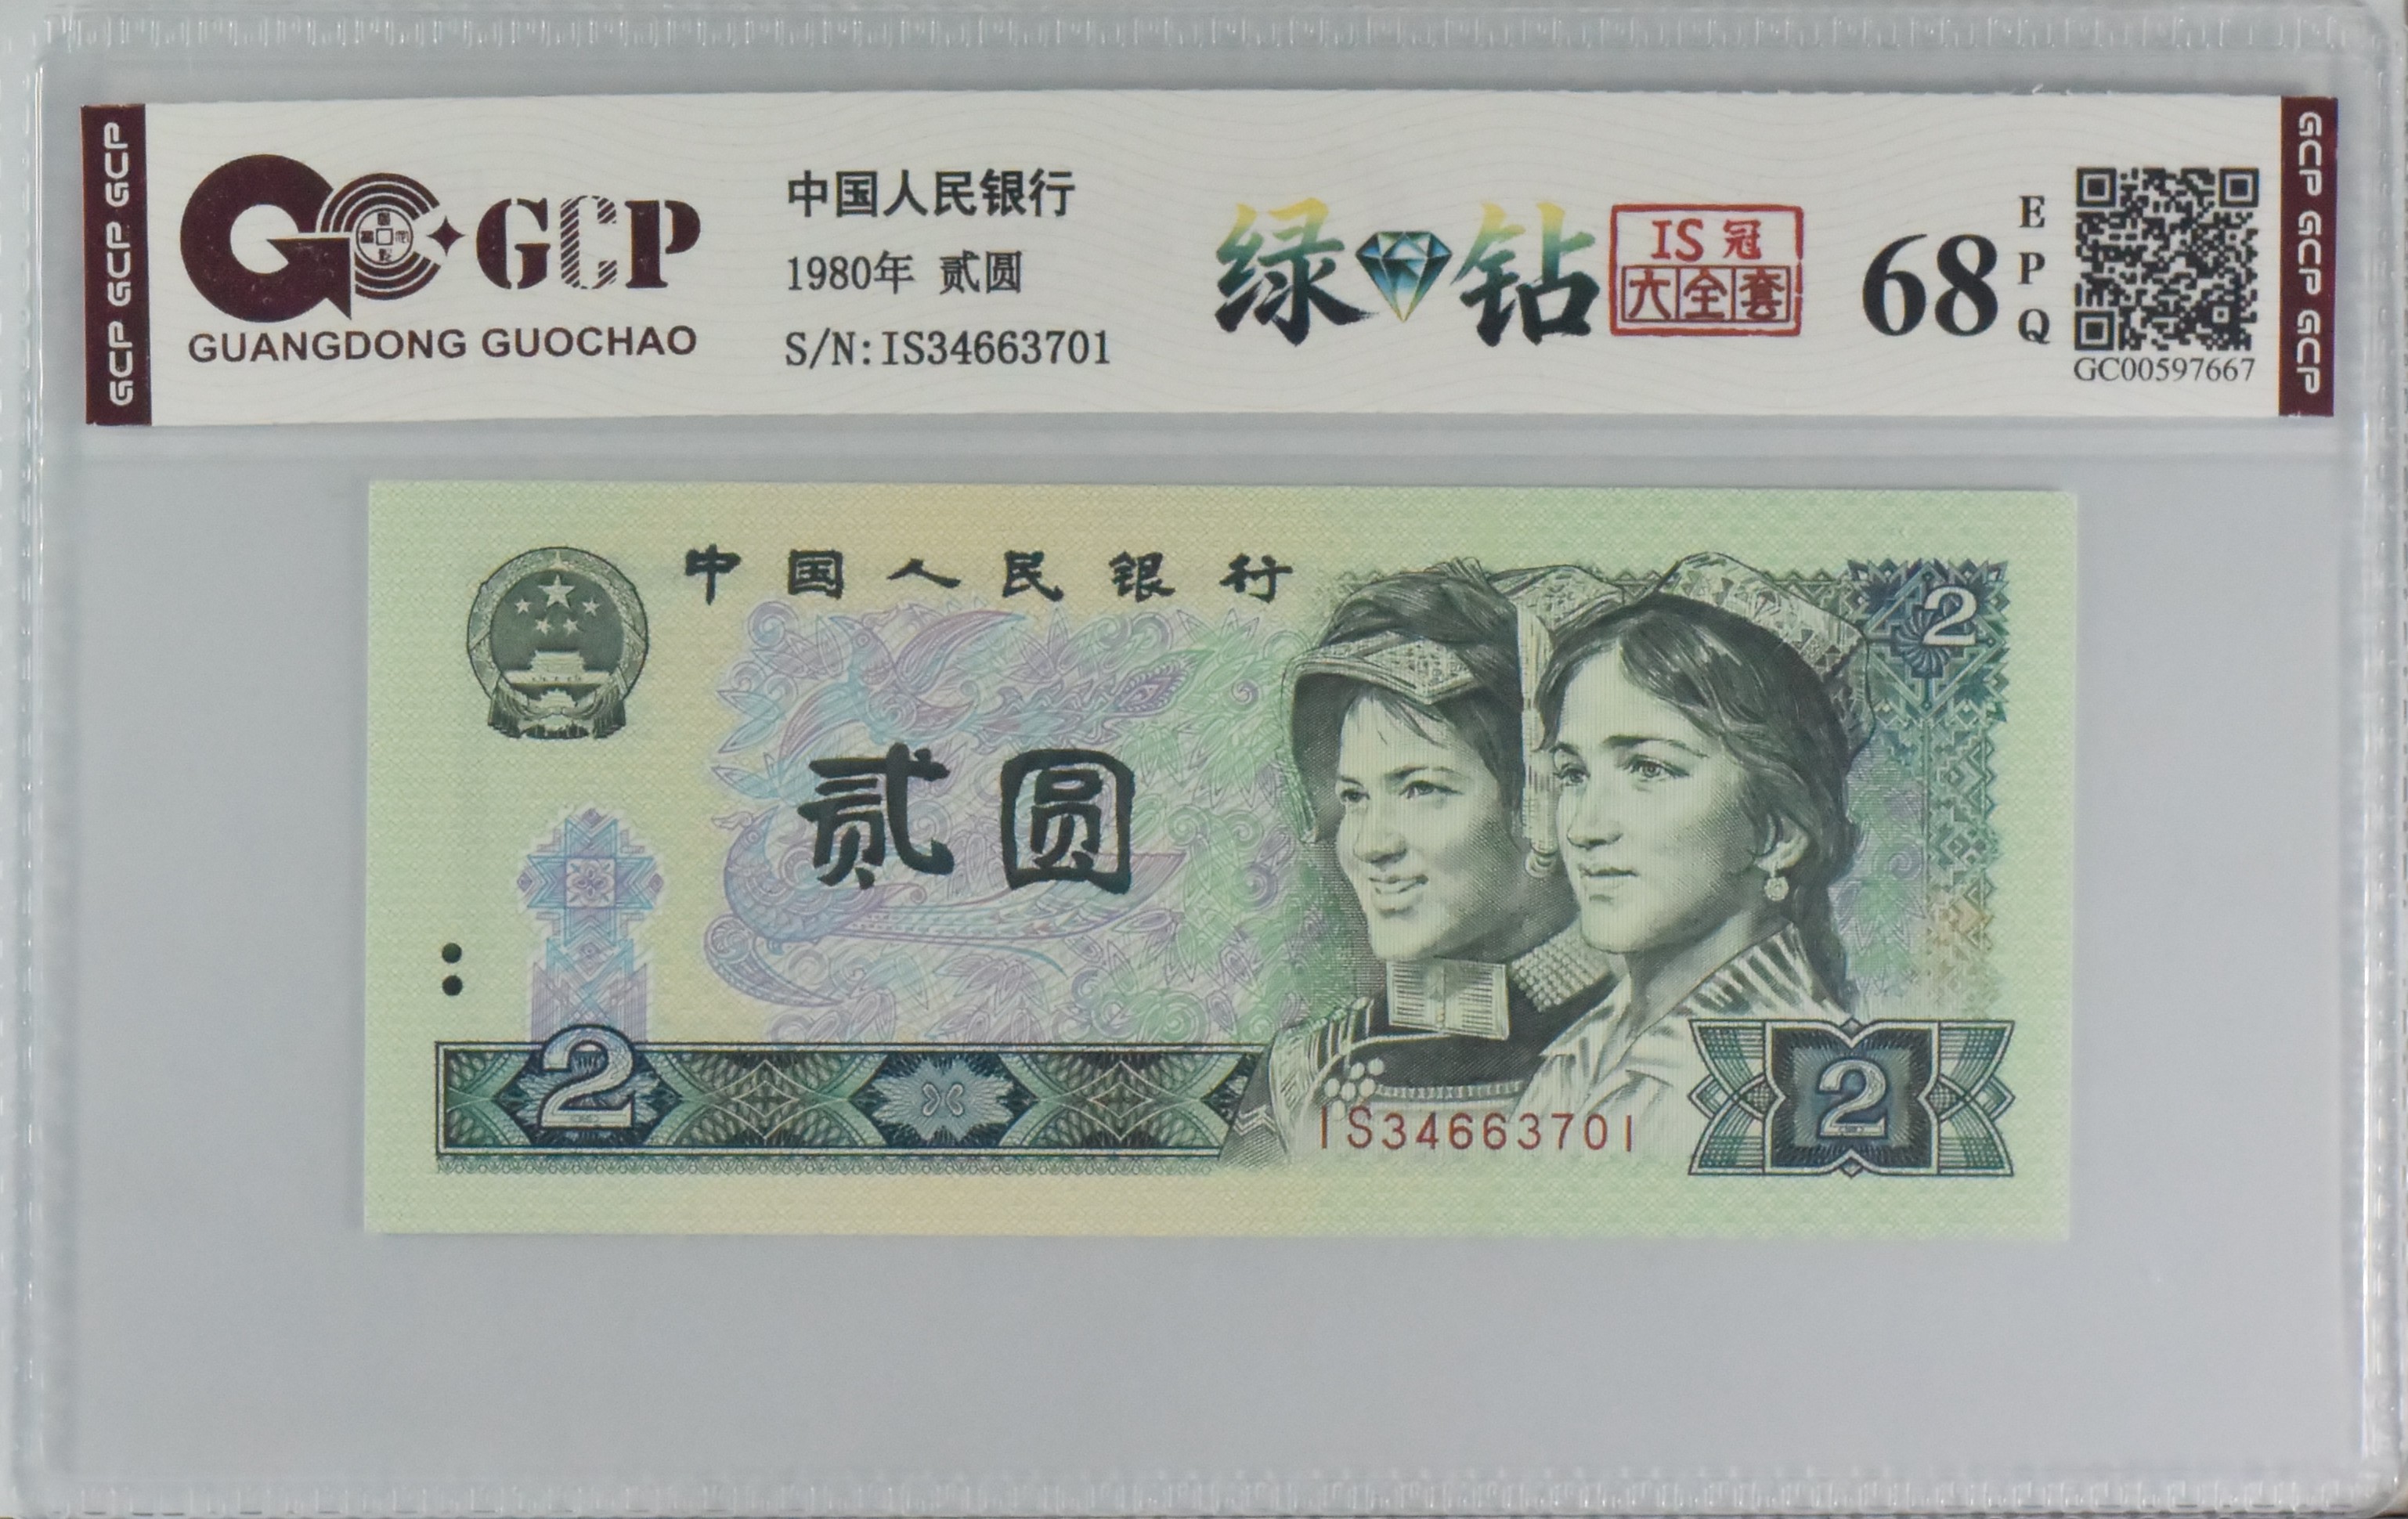 GCP GCP GCP
GCP
GUANGDONG GUOCHAO
中国人民银行
1980年 贰圆
S/N:IS34663701
绿钻
IS冠
大全套
68
EPQ
GC00597667
GCP GCP GCP
中国人民银行
2
贰圆
2
IS34663701
2